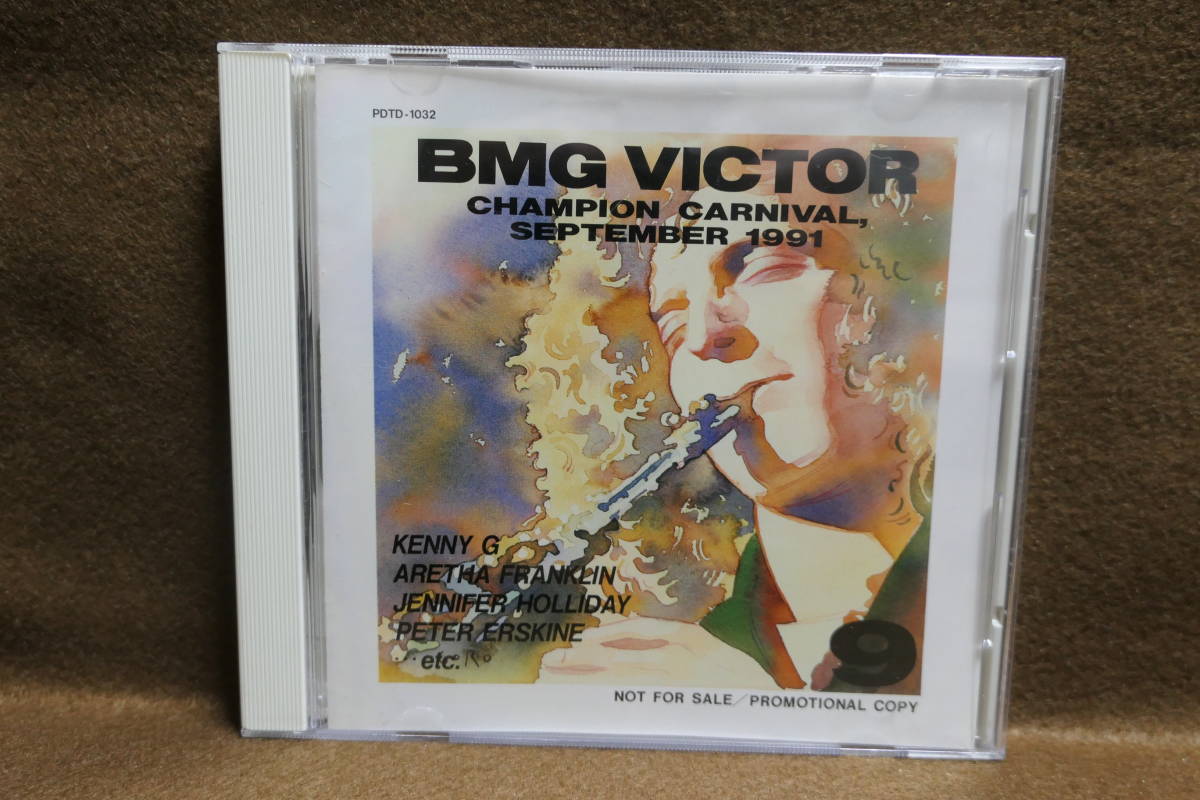 PDTD-1032
BMG VICTOR
CHAMPION CARNIVAL,
SEPTEMBER 1991
KENNY G
ARETHA FRANKLIN
JENNIFER HOLLIDAY
PETER ERSKINE
etc.
9
NOT FOR SALE/PROMOTIONAL COPY